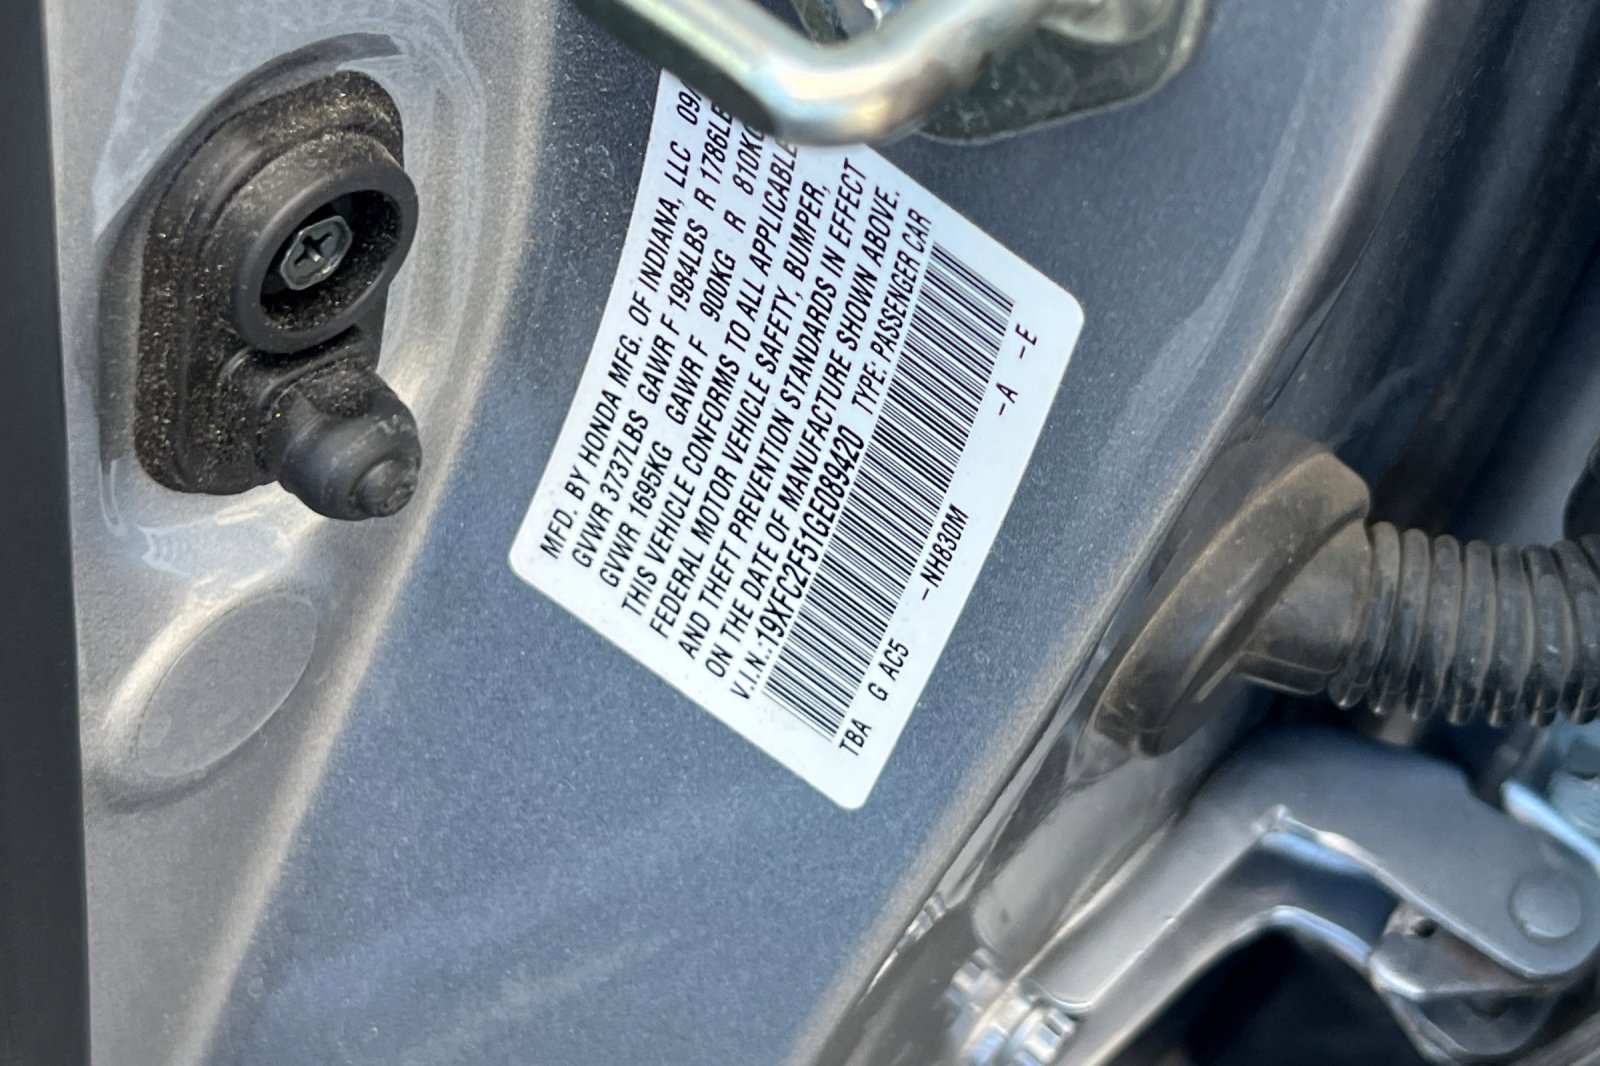 MFD. BY HONDA MFG. OF INDIANA, LLC 09/
GVWR 3737LBS GAWR F 1984LBS R 1786LB
GVWR 1695KG GAWR F 900KG R 810KG
THIS VEHICLE CONFORMS TO ALL APPLICABLE
FEDERAL MOTOR VEHICLE SAFETY, BUMPER,
AND THEFT PREVENTION STANDARDS IN EFFECT
ON THE DATE OF MANUFACTURE SHOWN ABOVE.
V.I.N.:19XFC2F51GE089420 TYPE: PASSENGER CAR
TBA G AC5 -NH830M -A -E